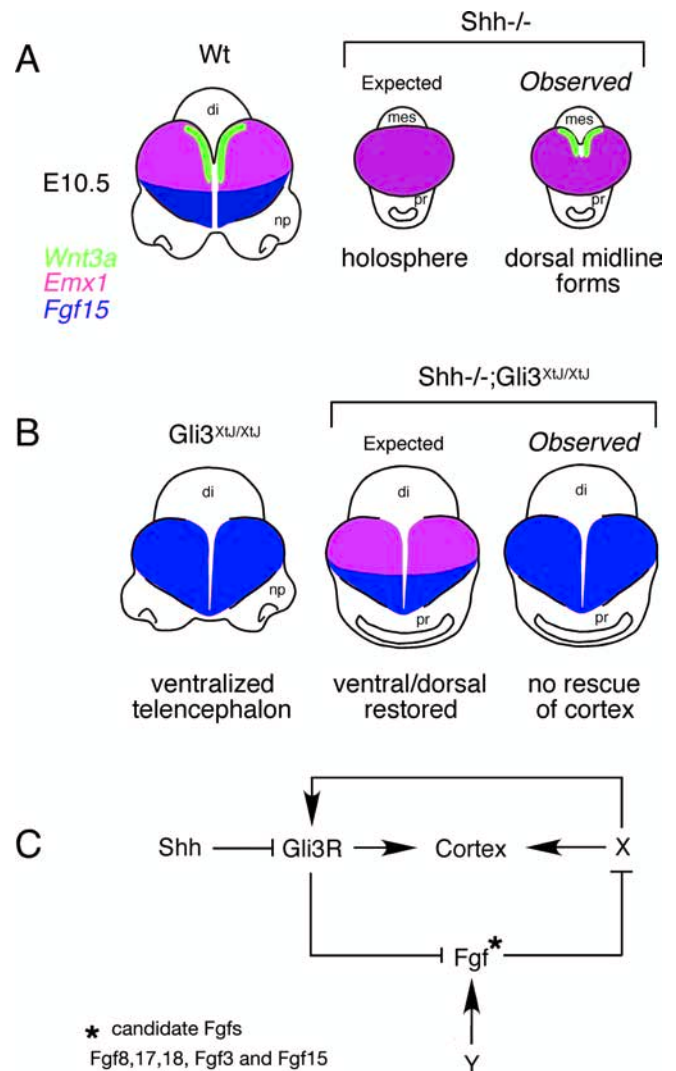 A
Wt
Shh-/-
Expected
Observed
di
mes
mes
E10.5
np
pr
pr
Wnt3a
Emx1
Fgf15
holosphere
dorsal midline
forms
B
Gli3XtJ/XtJ
Shh-/-;Gli3XtJ/XtJ
Expected
Observed
di
di
di
np
pr
pr
ventralized
telencephalon
ventral/dorsal
restored
no rescue
of cortex
C
Shh
Gli3R
Cortex
X
Fgf*
* candidate Fgfs
Fgf8,17,18, Fgf3 and Fgf15
Y